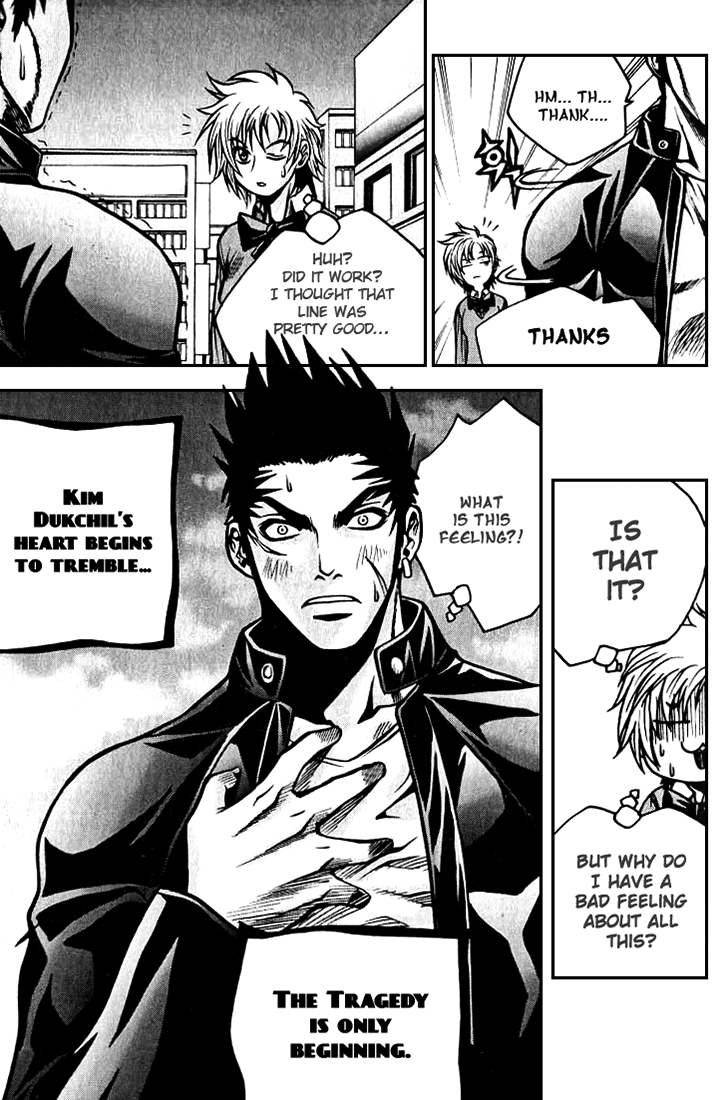 HUH?
DID IT WORK?
I THOUGHT THAT
LINE WAS
PRETTY GOOD...
HM... TH...
THANK....
THANKS
KIM
DUKCHIL'S
HEART BEGINS
TO TREMBLE...
WHAT
IS THIS
FEELING?!
THE TRAGEDY
IS ONLY
BEGINNING.
IS
THAT
IT?
BUT WHY DO
I HAVE A
BAD FEELING
ABOUT ALL
THIS?